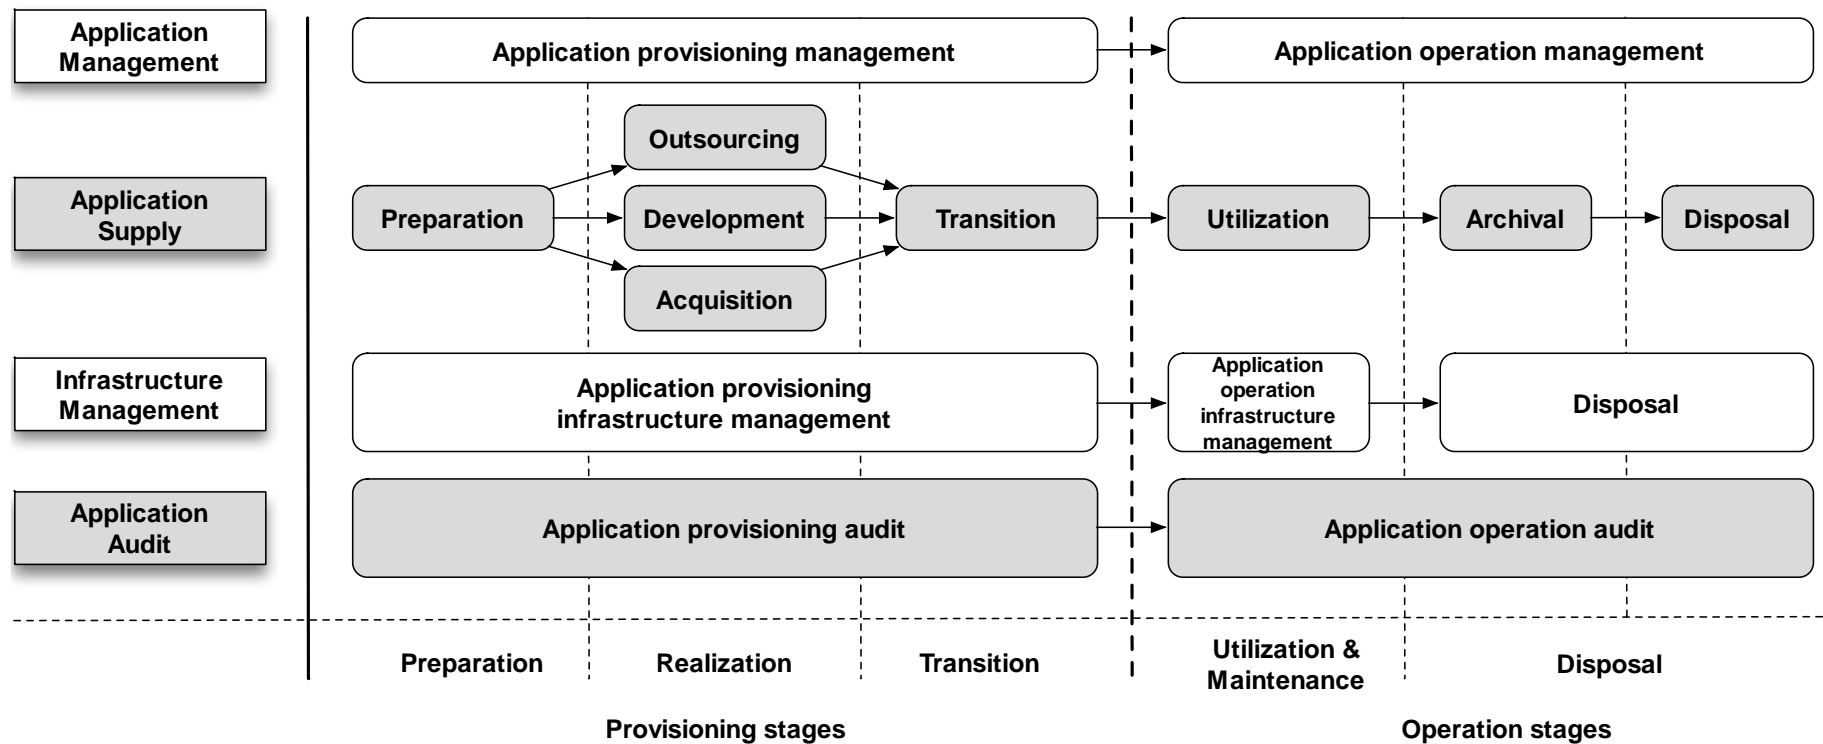 Application
Management
Application provisioning management
Application operation management
Outsourcing
Application
Supply
Preparation
Development
Transition
Utilization
Archival
Disposal
Acquisition
Infrastructure
Management
Application provisioning
infrastructure management
Application
operation
infrastructure
management
Disposal
Application
Audit
Application provisioning audit
Application operation audit
Preparation
Realization
Transition
Utilization &
Maintenance
Disposal
Provisioning stages
Operation stages